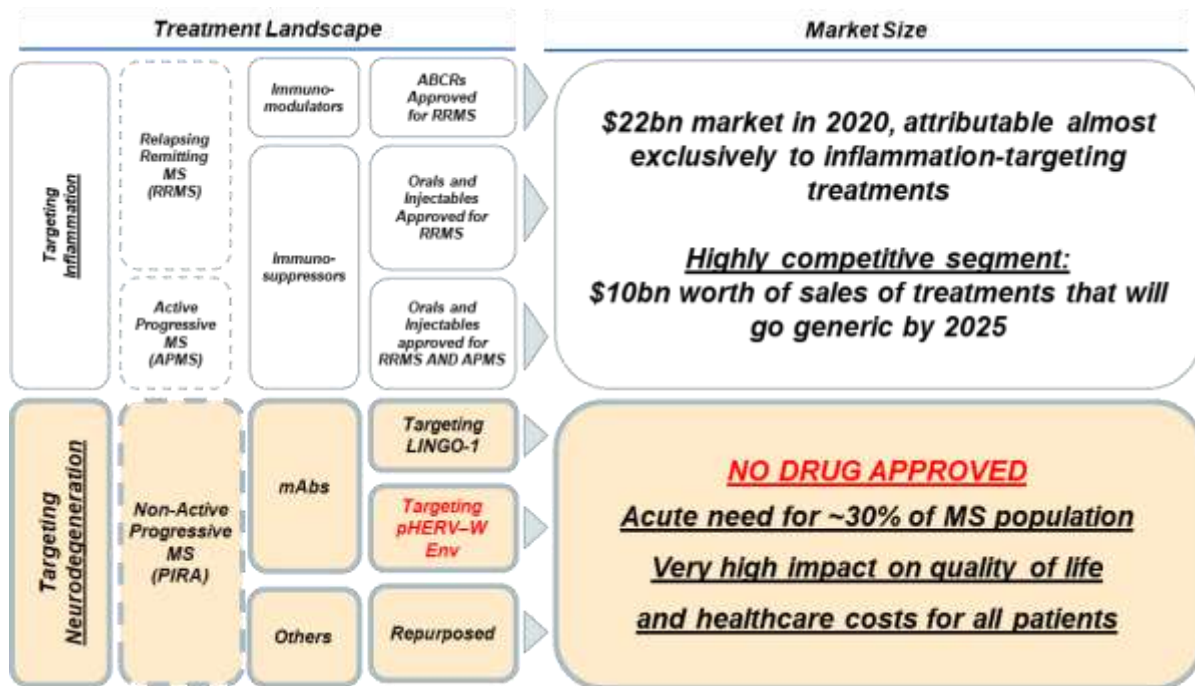 Treatment Landscape
Market Size
Targeting
Inflammation
Relapsing
Remitting
MS
(RRMS)
Active
Progressive
MS
(APMS)
Immuno-
modulators
Immuno-
suppressors
ABCRs
Approved
for RRMS
Orals and
Injectables
Approved for
RRMS
Orals and
Injectables
approved for
RRMS AND APMS
$22bn market in 2020, attributable almost
exclusively to inflammation-targeting
treatments
Highly competitive segment:
$10bn worth of sales of treatments that will
go generic by 2025
Targeting
Neurodegeneration
Non-Active
Progressive
MS
(PIRA)
mAbs
Others
Targeting
LINGO-1
Targeting
pHERV–W
Env
Repurposed
NO DRUG APPROVED
Acute need for ~30% of MS population
Very high impact on quality of life
and healthcare costs for all patients